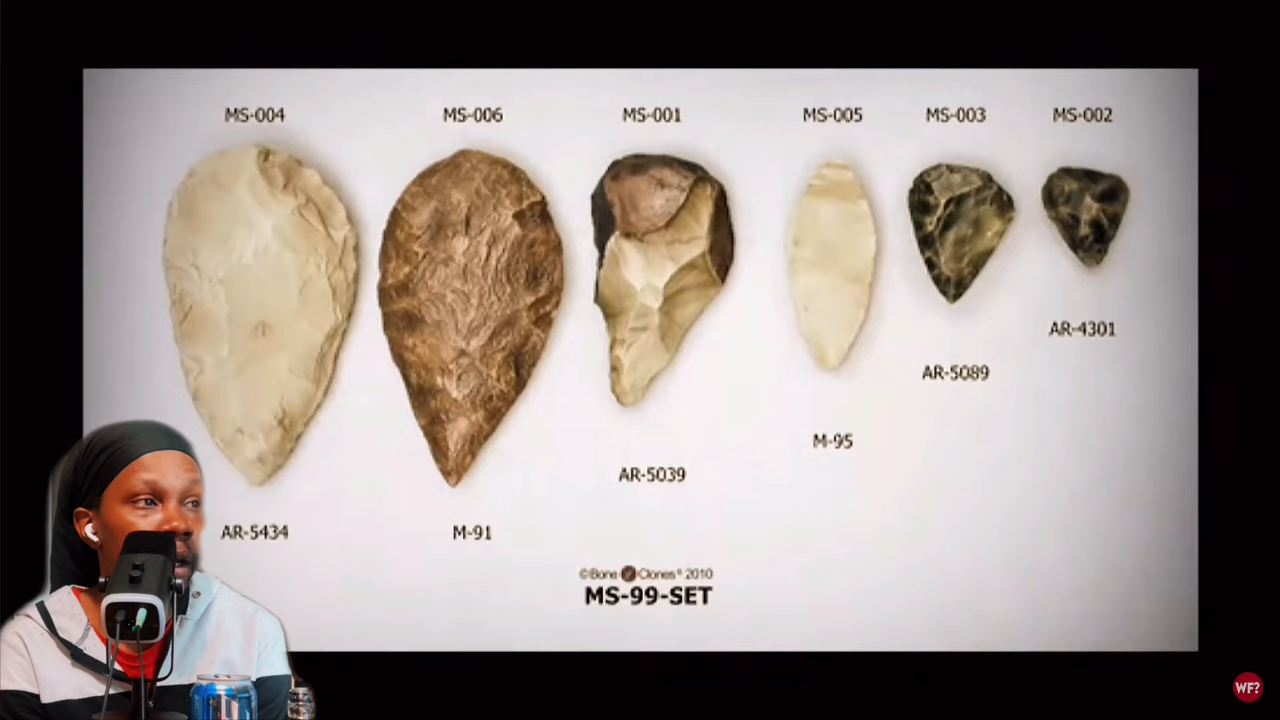 MS-004 MS-006 MS-001 MS-005 MS-003 MS-002
AR-4301
AR-5089
M-95
AR-5039
AR-5434 M-91
©Bone Clones® 2010
MS-99-SET
WF?